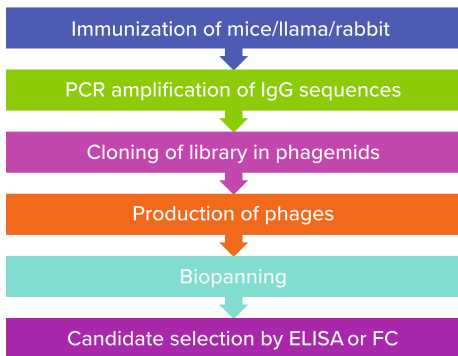 Immunization of mice/llama/rabbit
PCR amplification of IgG sequences
Cloning of library in phagemids
Production of phages
Biopanning
Candidate selection by ELISA or FC